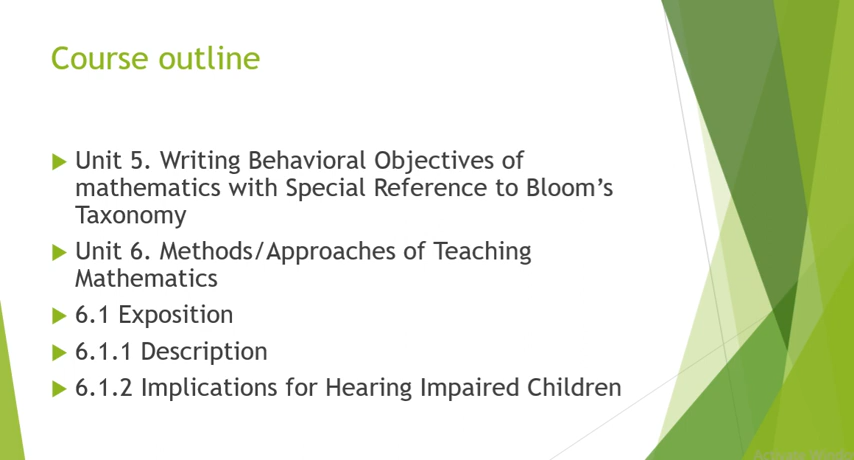 Course outline
Unit 5. Writing Behavioral Objectives of
mathematics with Special Reference to Bloom’s
Taxonomy
Unit 6. Methods/Approaches of Teaching
Mathematics
6.1 Exposition
6.1.1 Description
6.1.2 Implications for Hearing Impaired Children